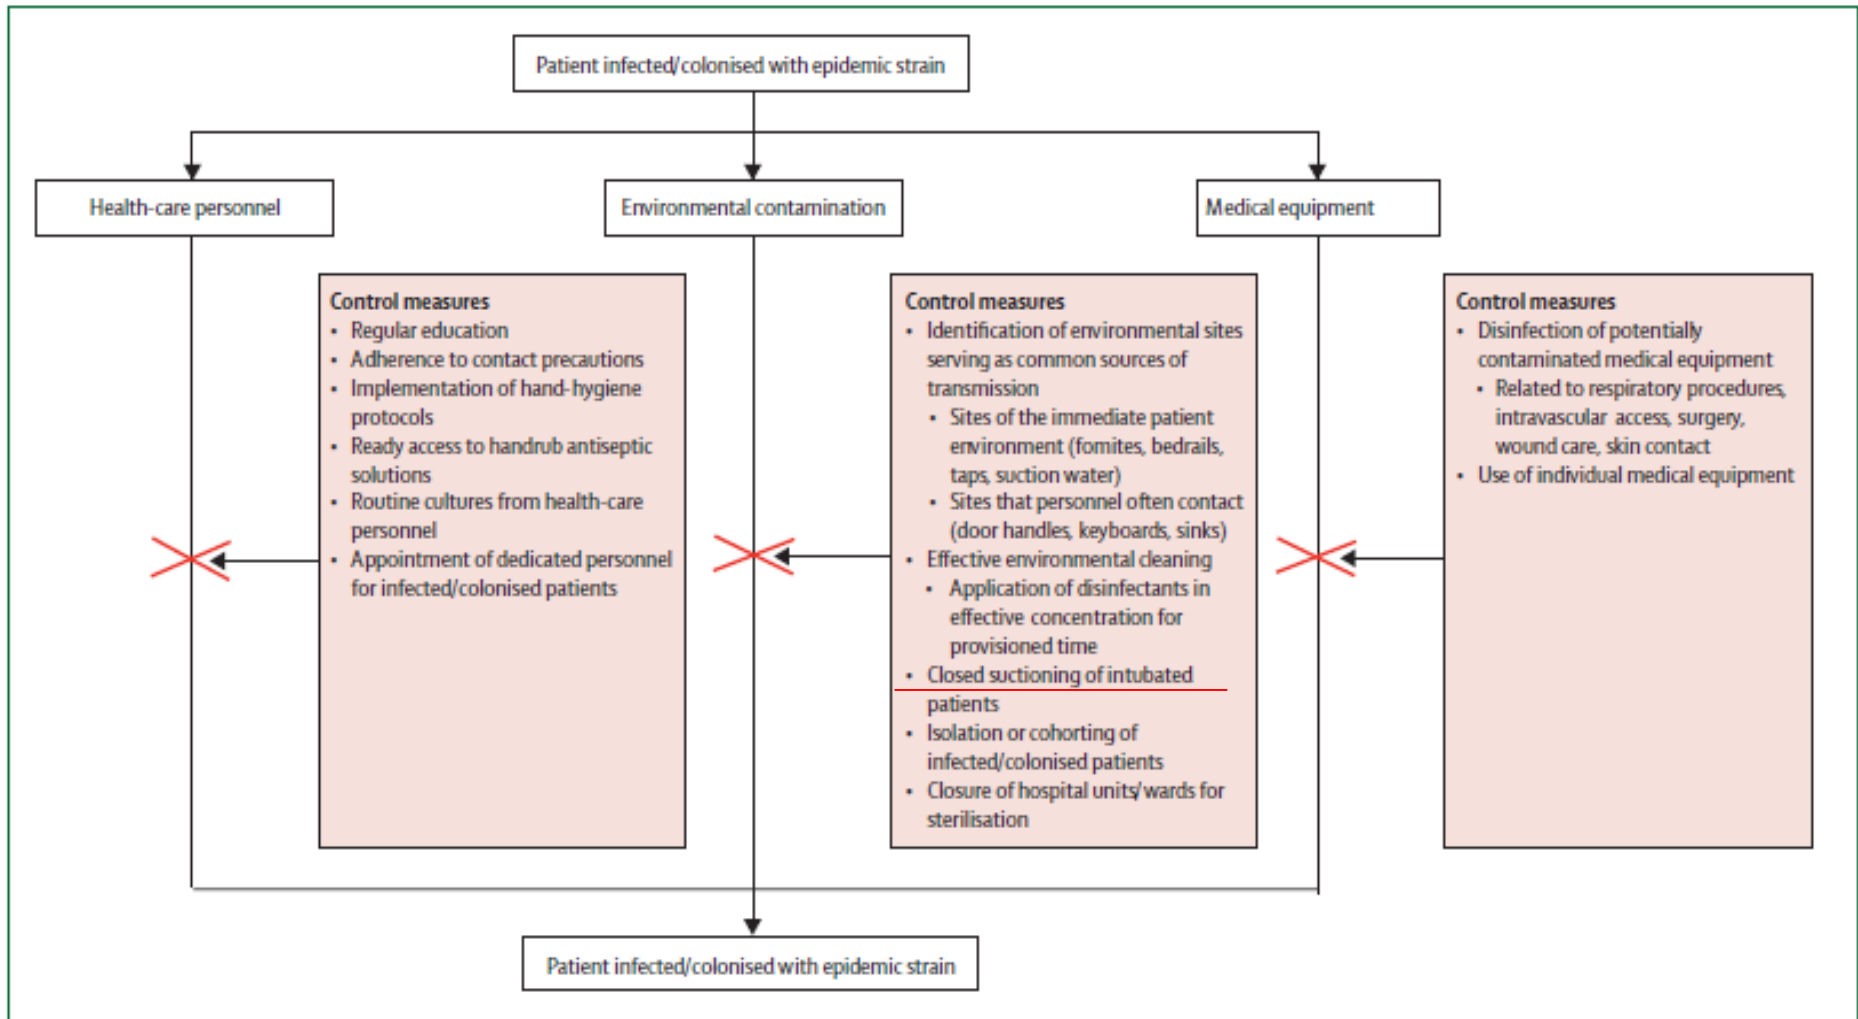 Patient infected/colonised with epidemic strain
Health-care personnel
Environmental contamination
Medical equipment
Control measures
• Regular education
• Adherence to contact precautions
• Implementation of hand-hygiene
protocols
• Ready access to handrub antiseptic
solutions
• Routine cultures from health-care
personnel
• Appointment of dedicated personnel
for infected/colonised patients
Control measures
• Identification of environmental sites
serving as common sources of
transmission
• Sites of the immediate patient
environment (fomites, bedrails,
taps, suction water)
• Sites that personnel often contact
(door handles, keyboards, sinks)
• Effective environmental cleaning
• Application of disinfectants in
effective concentration for
provisioned time
• Closed suctioning of intubated
patients
• Isolation or cohorting of
infected/colonised patients
• Closure of hospital units/wards for
sterilisation
Control measures
• Disinfection of potentially
contaminated medical equipment
• Related to respiratory procedures,
intravascular access, surgery,
wound care, skin contact
• Use of individual medical equipment
Patient infected/colonised with epidemic strain